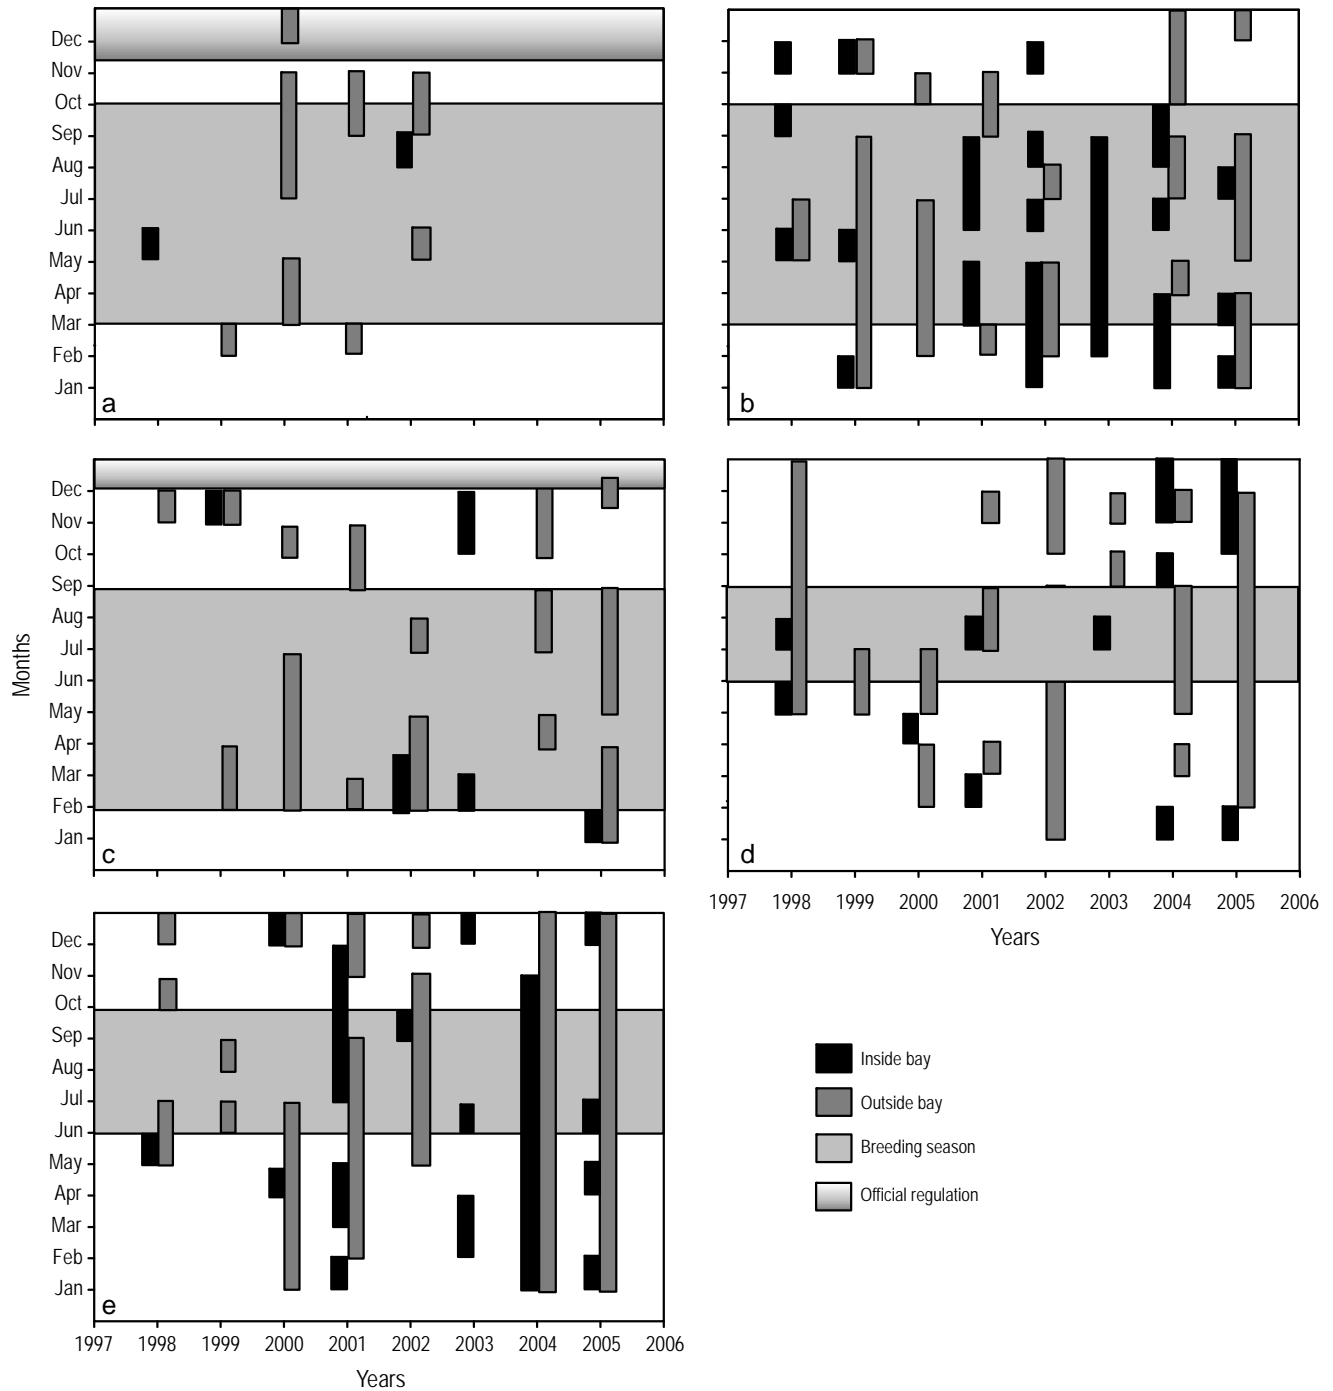 Dec
Nov
Oct
Sep
Aug
Jul
Jun
May
Apr
Mar
Feb
Jan
a
b
Months
Dec
Nov
Oct
Sep
Aug
Jul
Jun
May
Apr
Mar
Feb
Jan
c
d
1997 1998 1999 2000 2001 2002 2003 2004 2005 2006
Years
Dec
Nov
Oct
Sep
Aug
Jul
Jun
May
Apr
Mar
Feb
Jan
e
1997 1998 1999 2000 2001 2002 2003 2004 2005 2006
Years
Inside bay
Outside bay
Breeding season
Official regulation